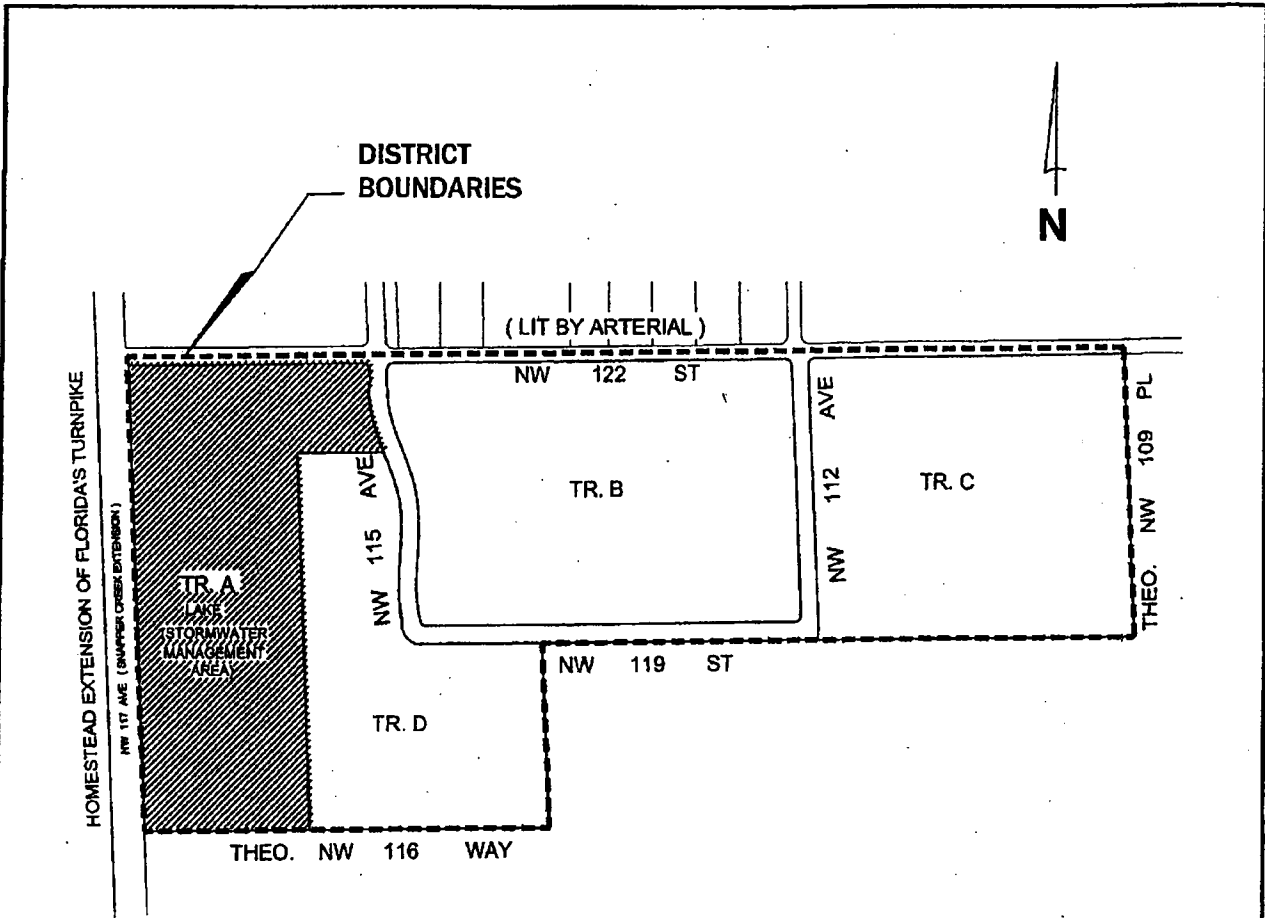 DISTRICT
BOUNDARIES
N
( LIT BY ARTERIAL )
NW 122 ST
HOMESTEAD EXTENSION OF FLORIDA'S TURNPIKE
NW 117 AVE ( SNAPPER CREEK EXTENSION )
NW 115 AVE
TR. B
NW 112 AVE
TR. C
THEO. NW 109 PL
TR. A
LAKE
(STORMWATER
MANAGEMENT
AREA)
NW 119 ST
TR. D
THEO. NW 116 WAY